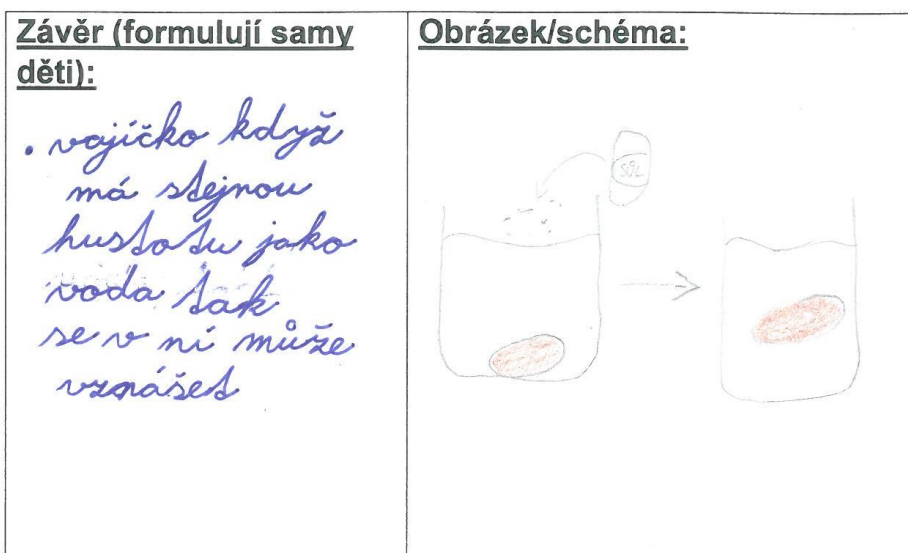 Závěr (formulují samy
děti):
• vajíčko když
má stejnou
hustotu jako
voda tak
se v ní může
vznášet
Obrázek/schéma:
SŮL